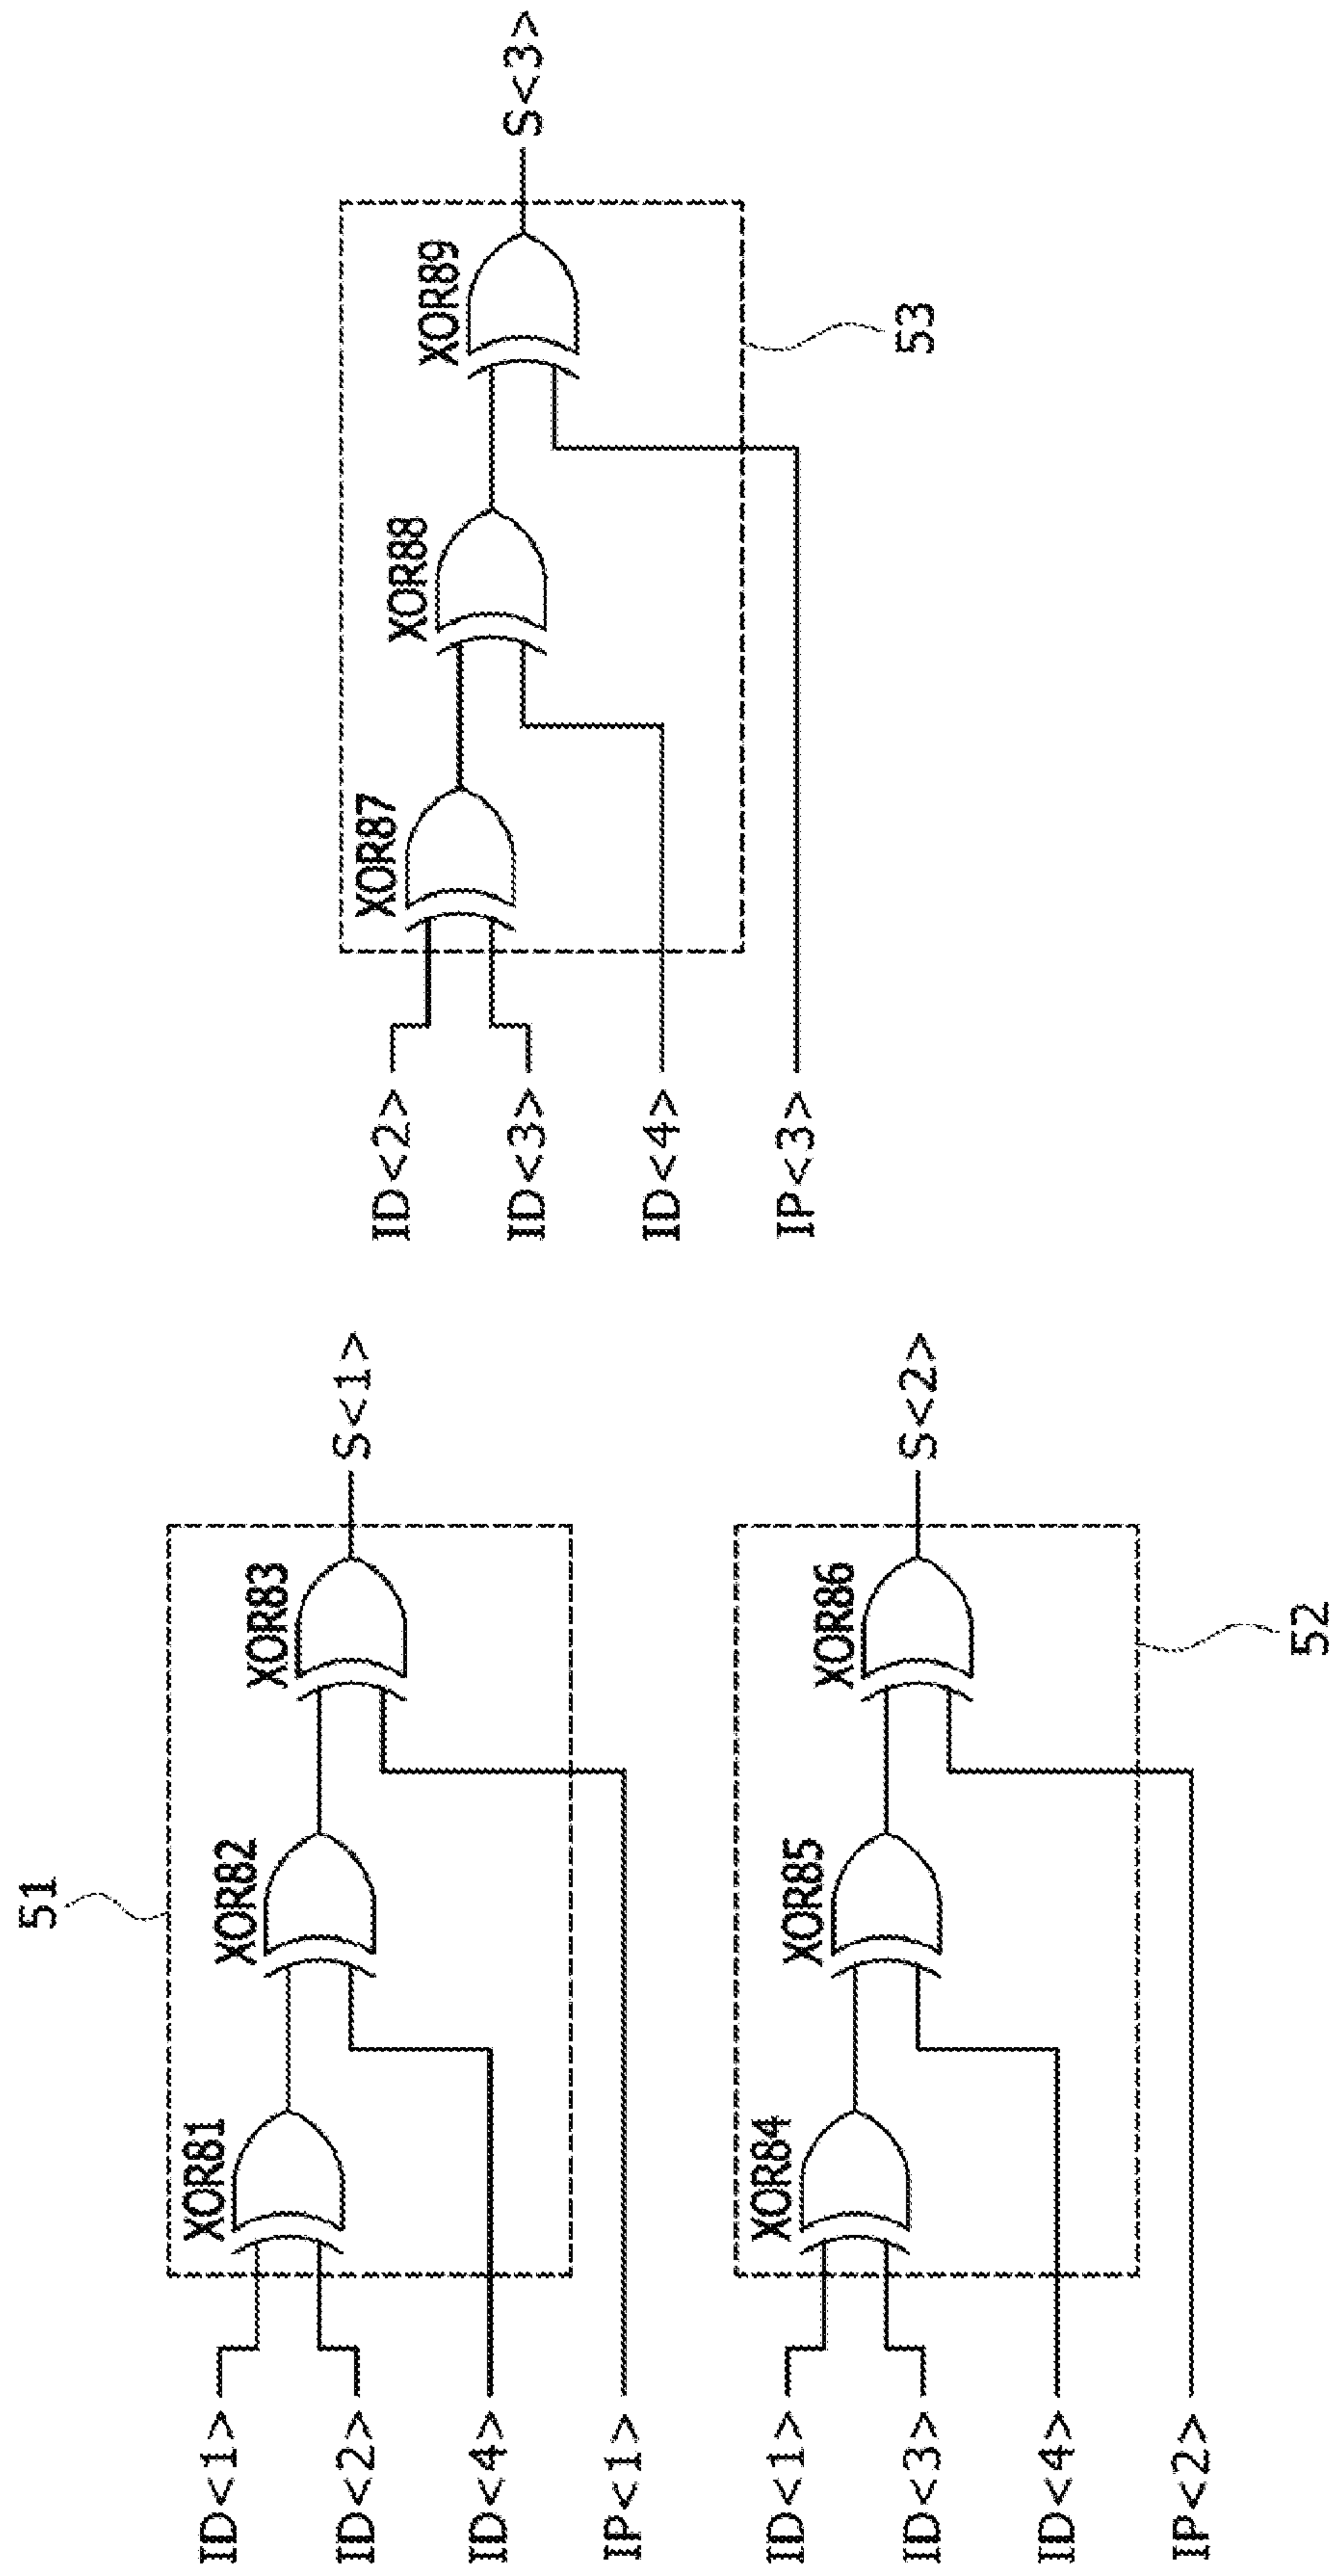 51
XOR81
XOR82
XOR83
ID<1>
ID<2>
ID<4>
IP<1>
S<1>
XOR84
XOR85
XOR86
ID<1>
ID<3>
ID<4>
IP<2>
S<2>
52
XOR87
XOR88
XOR89
ID<2>
ID<3>
ID<4>
IP<3>
S<3>
53